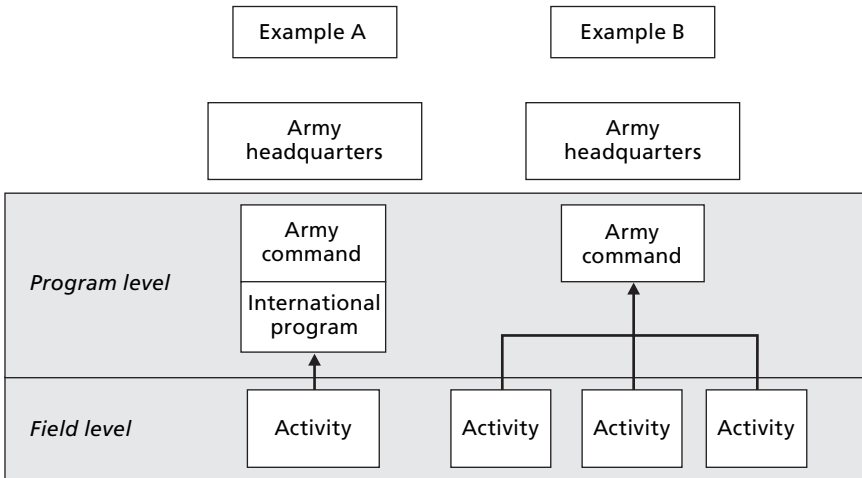 Example A
Example B
Army
headquarters
Army
headquarters
Program level
Army
command
International
program
Army
command
Field level
Activity
Activity
Activity
Activity